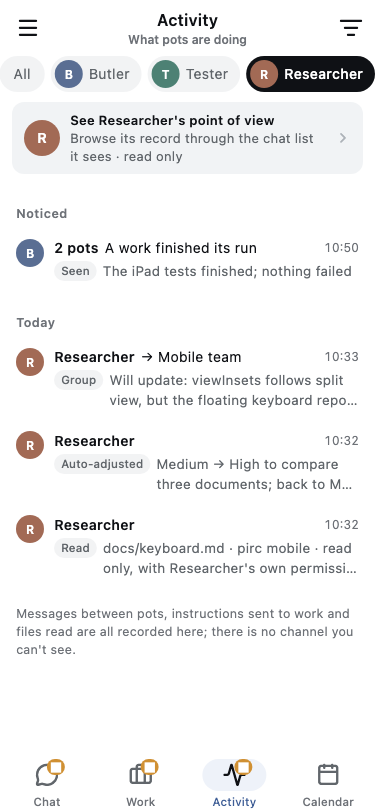 Activity
What pots are doing
All
B Butler
T Tester
R Researcher
R
See Researcher's point of view
Browse its record through the chat list
it sees · read only
Noticed
B
2 pots A work finished its run 10:50
Seen The iPad tests finished; nothing failed
Today
R
Researcher → Mobile team 10:33
Group Will update: viewInsets follows split
view, but the floating keyboard repo...
R
Researcher 10:32
Auto-adjusted Medium → High to compare
three documents; back to M...
R
Researcher 10:32
Read docs/keyboard.md · pirc mobile · read
only, with Researcher's own permissi...
Messages between pots, instructions sent to work and
files read are all recorded here; there is no channel you
can't see.
Chat
Work
Activity
Calendar